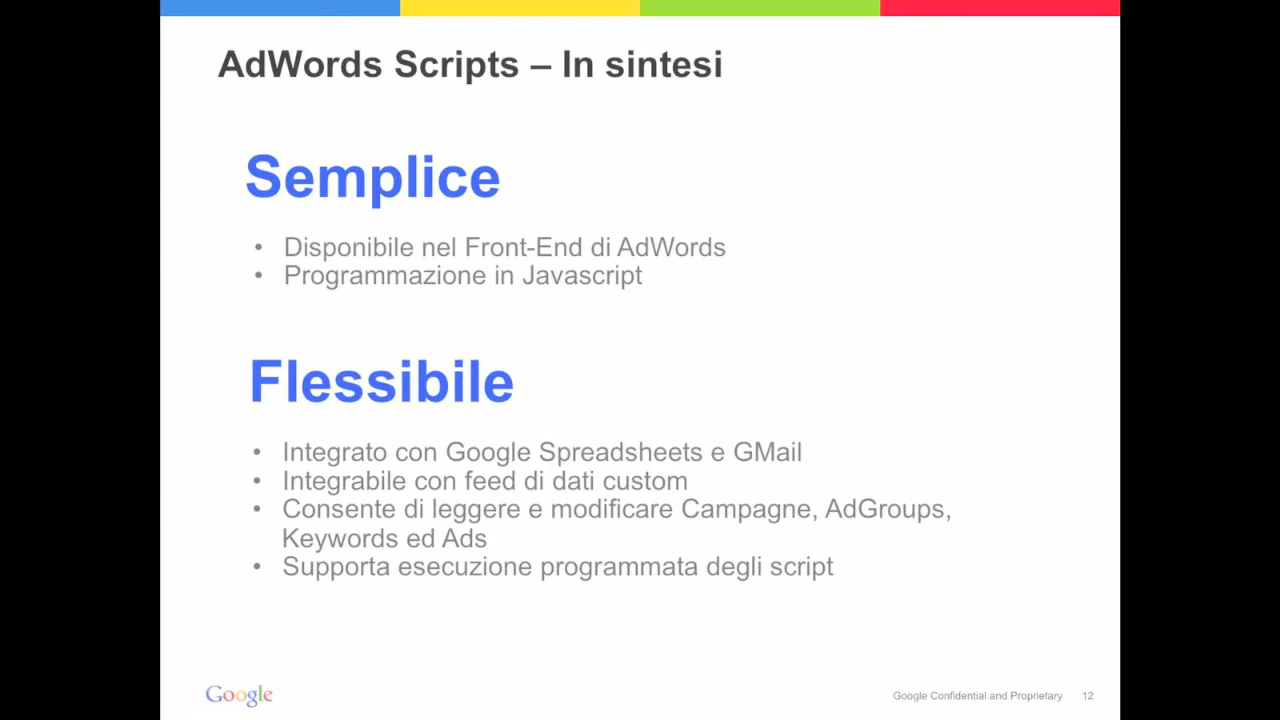 AdWords Scripts – In sintesi
Semplice
• Disponibile nel Front-End di AdWords
• Programmazione in Javascript
Flessibile
• Integrato con Google Spreadsheets e GMail
• Integrabile con feed di dati custom
• Consente di leggere e modificare Campagne, AdGroups,
Keywords ed Ads
• Supporta esecuzione programmata degli script
Google
Google Confidential and Proprietary 12